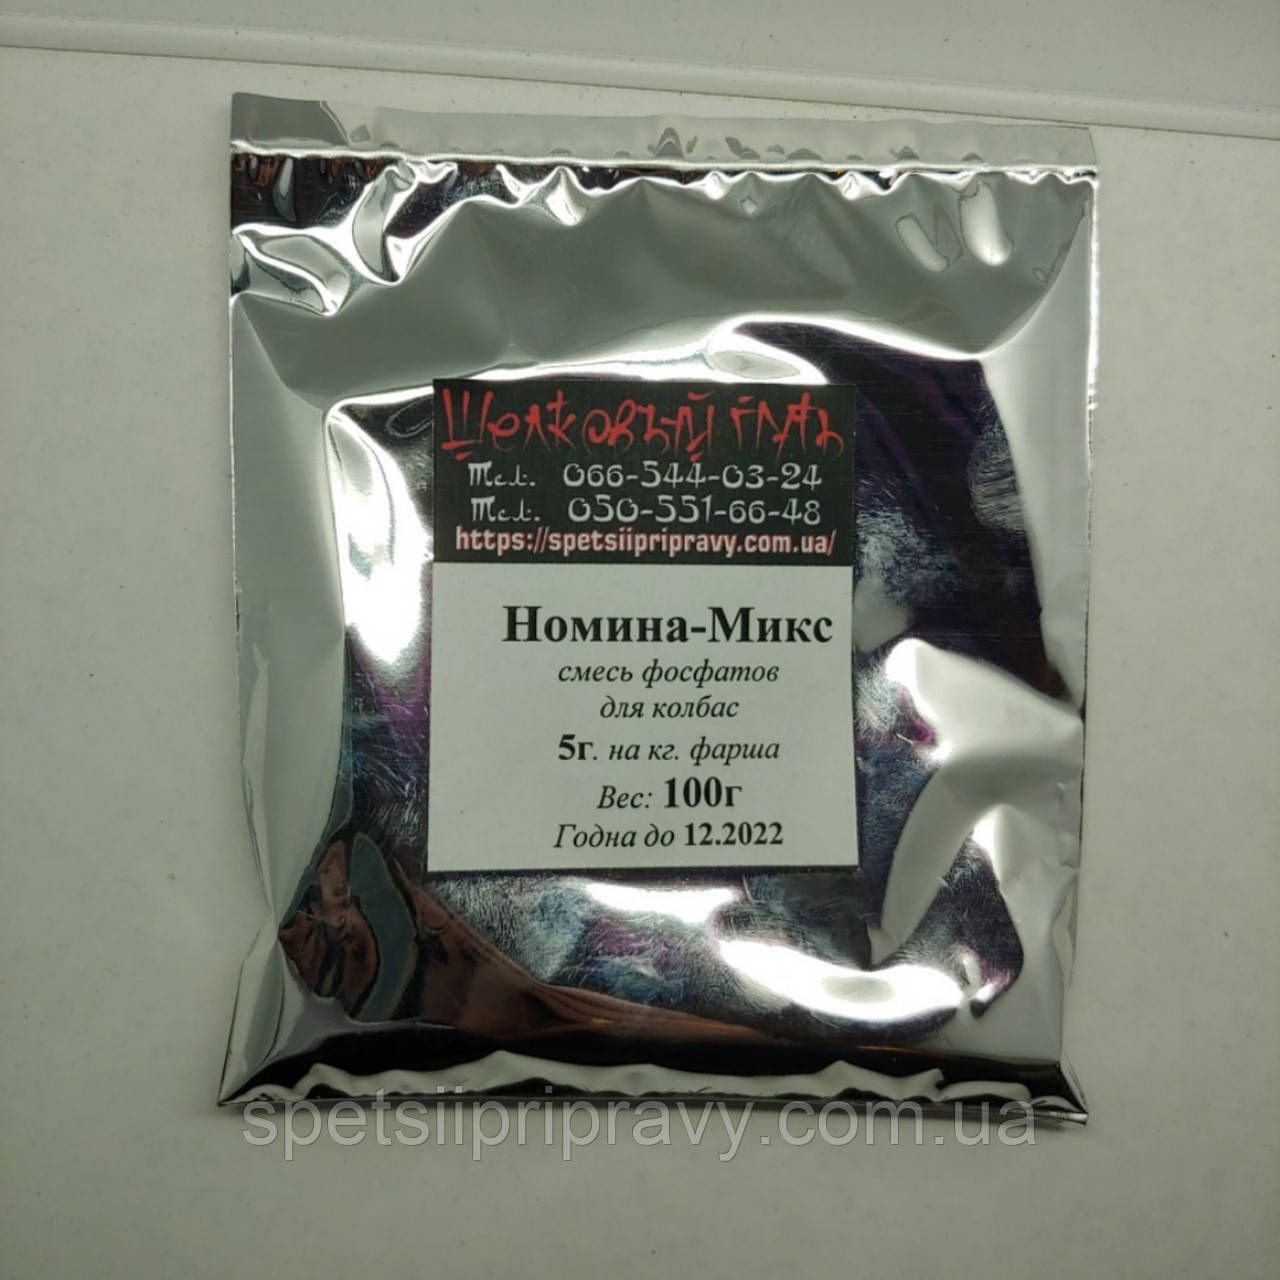 Шелковый путь
Тел. 066-544-03-24
Тел. 050-551-66-48
https://spetsiipripravy.com.ua/
Номина-Микс
смесь фосфатов
для колбас
5г. на кг. фарша
Вес: 100г
Годна до 12.2022
spetsiipripravy.com.ua